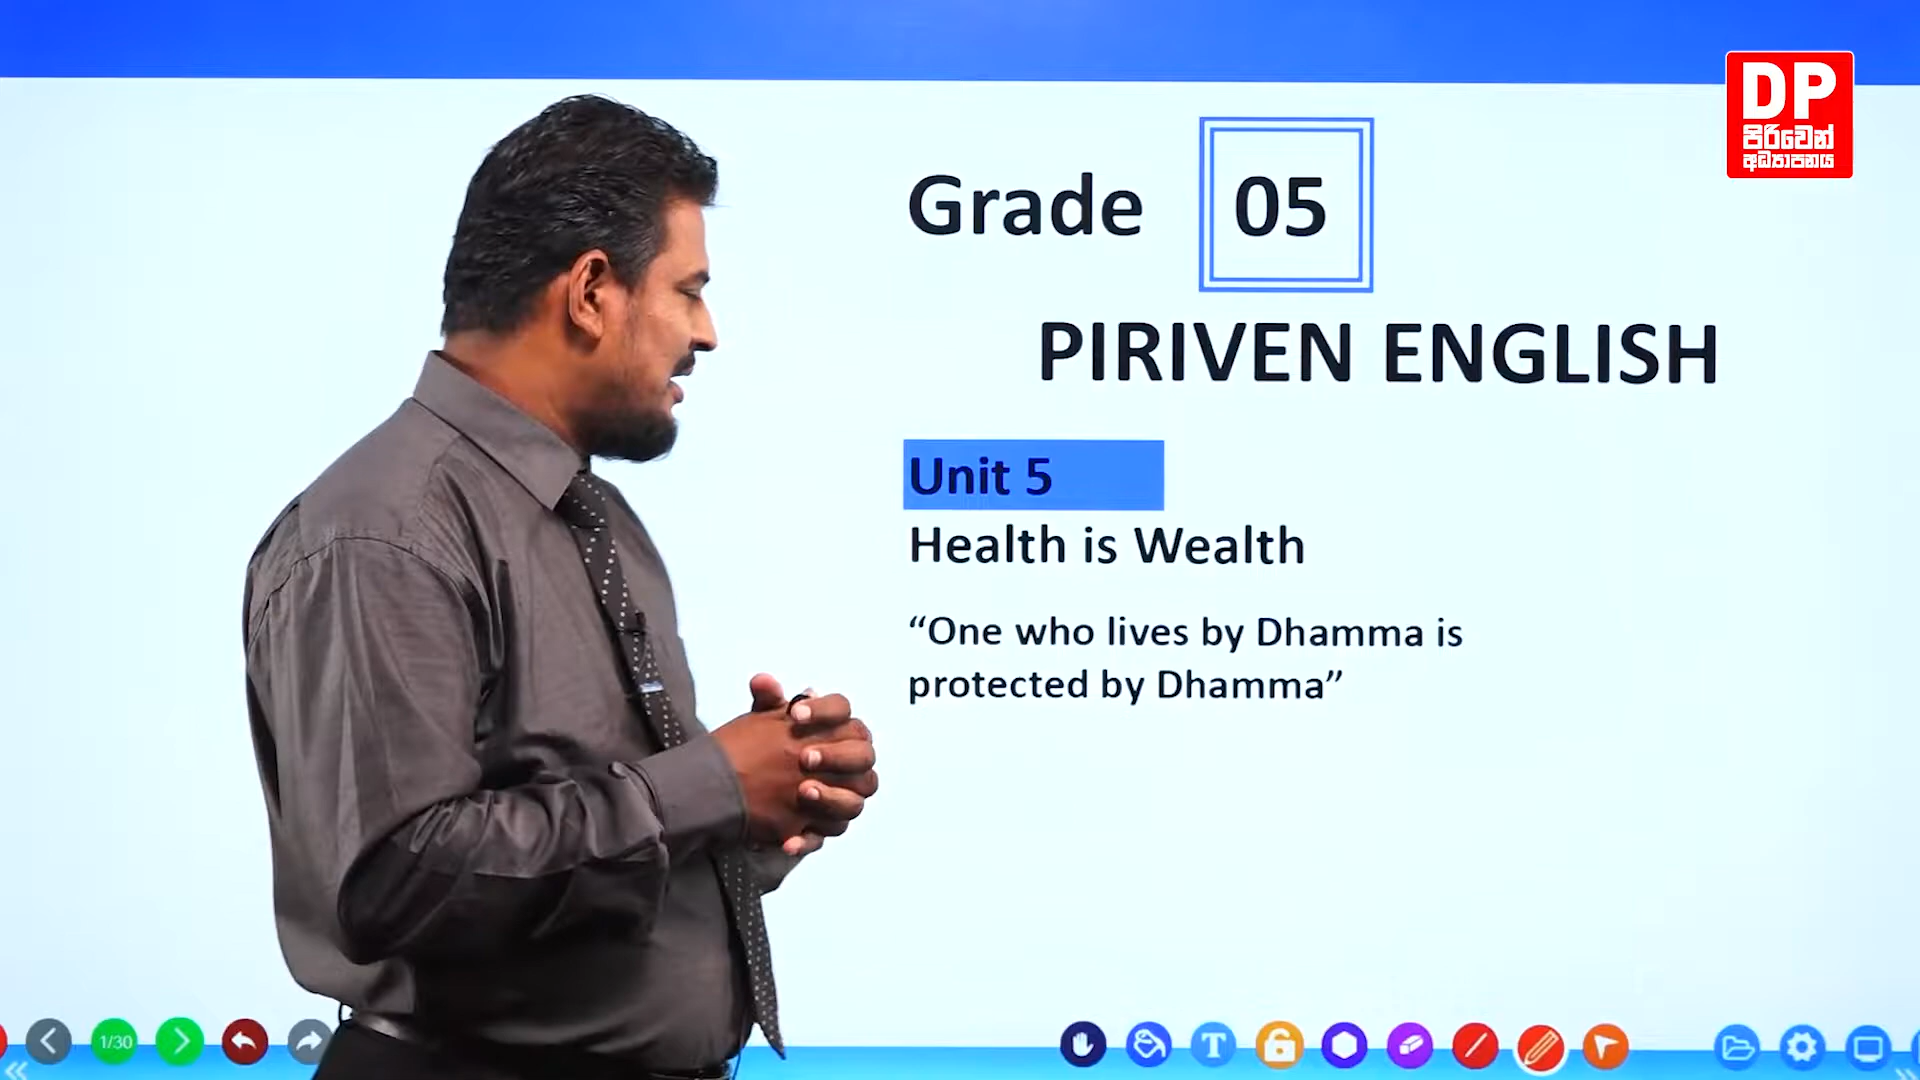 DP
පිරිවෙන්
අධ්‍යාපනය
Grade 05
PIRIVEN ENGLISH
Unit 5
Health is Wealth
“One who lives by Dhamma is
protected by Dhamma”
1/30
T